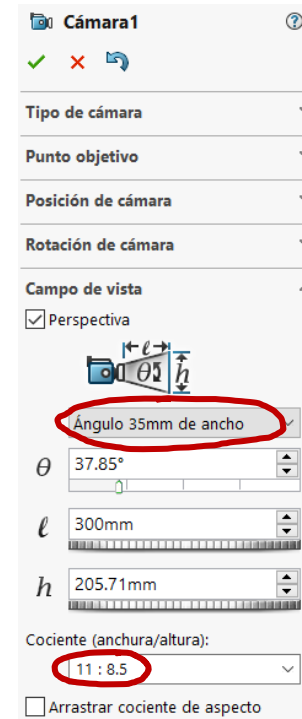 Cámara1
Tipo de cámara
Punto objetivo
Posición de cámara
Rotación de cámara
Campo de vista
Perspectiva
ℓ
θ h
Ángulo 35mm de ancho
θ 37.85°
ℓ 300mm
h 205.71mm
Cociente (anchura/altura):
11 : 8.5
Arrastrar cociente de aspecto